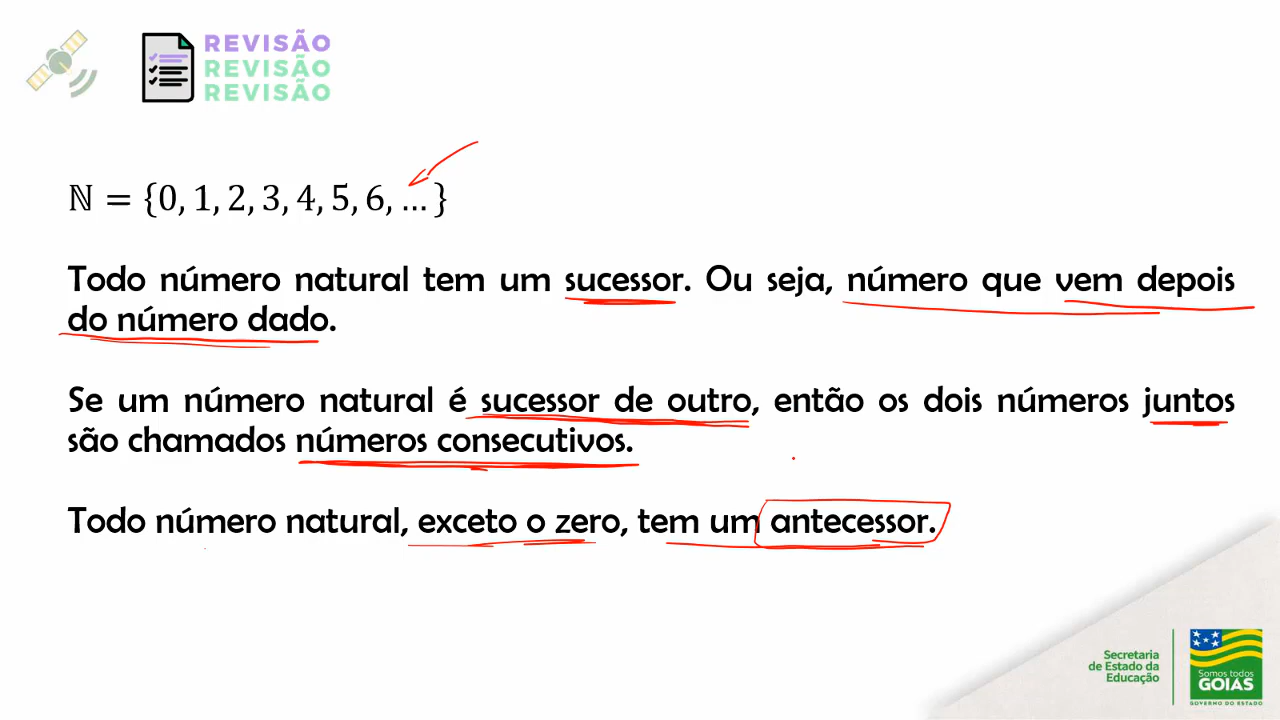 REVISÃO
REVISÃO
REVISÃO
ℕ = {0, 1, 2, 3, 4, 5, 6, … }
Todo número natural tem um sucessor. Ou seja, número que vem depois
do número dado.
Se um número natural é sucessor de outro, então os dois números juntos
são chamados números consecutivos.
Todo número natural, exceto o zero, tem um antecessor.
Secretaria
de Estado da
Educação
Somos todos
GOIÁS
GOVERNO DO ESTADO